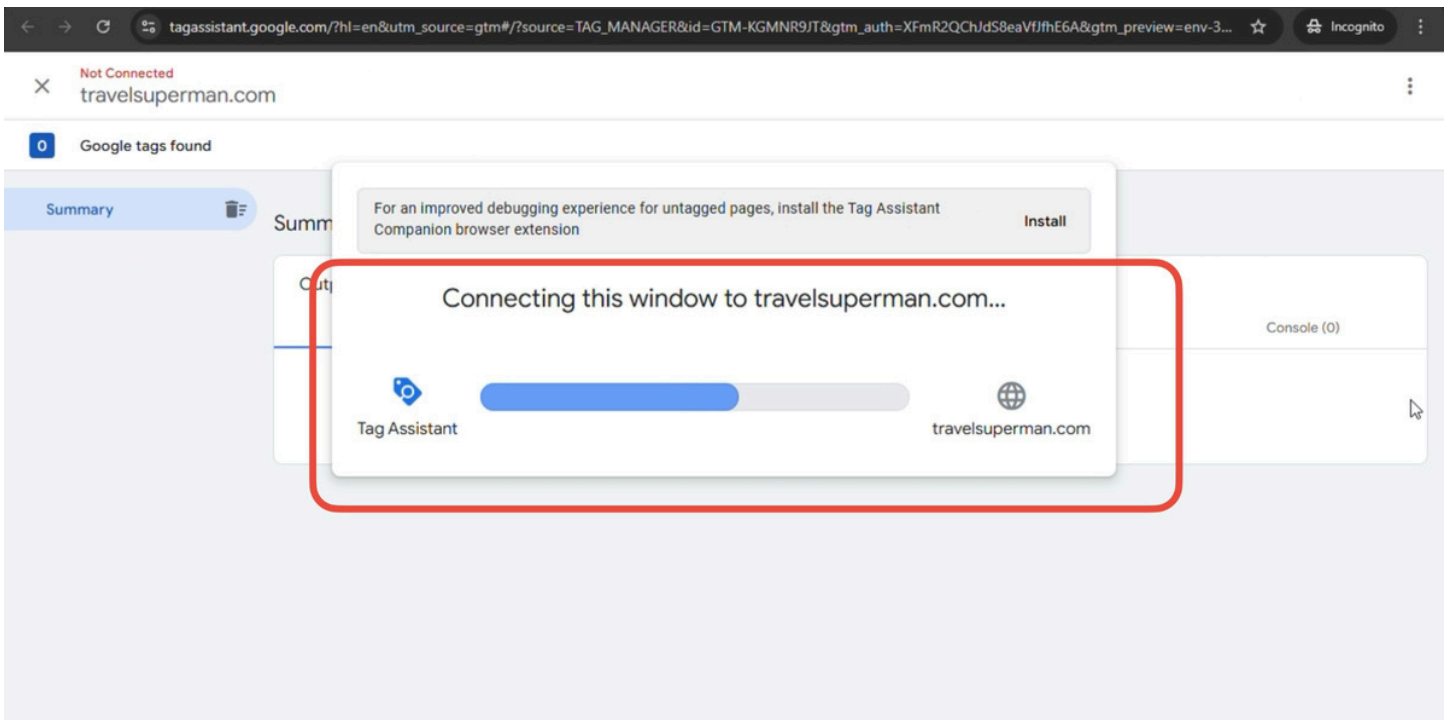 tagassistant.google.com/?hl=en&utm_source=gtm#/?source=TAG_MANAGER&id=GTM-KGMNR9JT&gtm_auth=XFmR2QChJdS8eaVfJfhE6A&gtm_preview=env-3...
Incognito
Not Connected
travelsuperman.com
0 Google tags found
Summary
Summ
For an improved debugging experience for untagged pages, install the Tag Assistant
Companion browser extension
Install
Outp
Connecting this window to travelsuperman.com...
Console (0)
Tag Assistant
travelsuperman.com